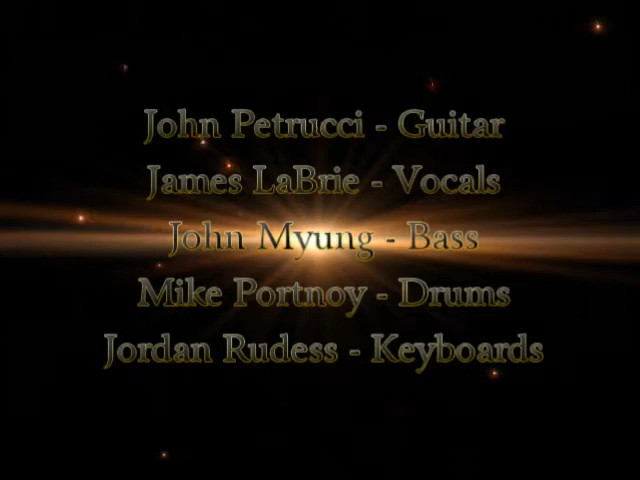 John Petrucci - Guitar
James LaBrie - Vocals
John Myung - Bass
Mike Portnoy - Drums
Jordan Rudess - Keyboards